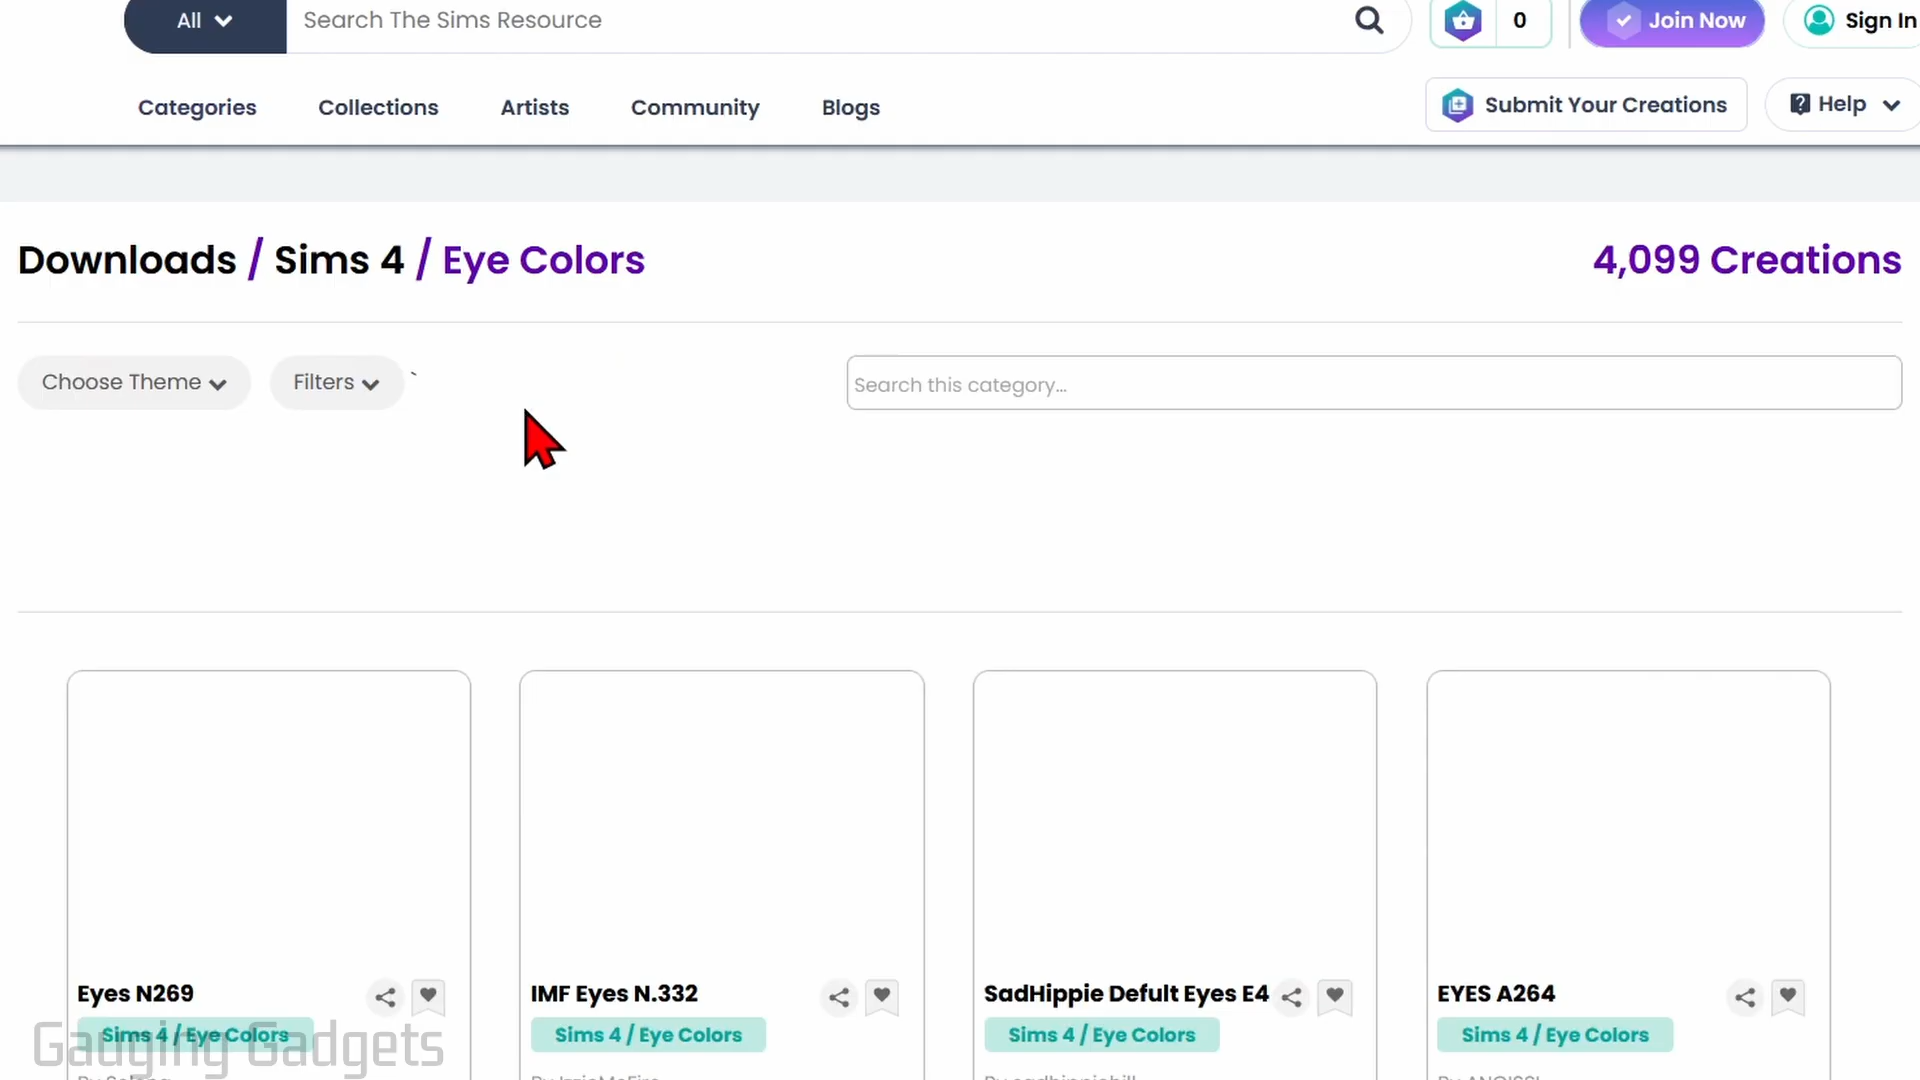 All
Search The Sims Resource
0
Join Now
Sign In
Categories
Collections
Artists
Community
Blogs
Submit Your Creations
Help
Downloads / Sims 4 / Eye Colors
4,099 Creations
Choose Theme
Filters
`
Search this category...
Eyes N269
IMF Eyes N.332
SadHippie Defult Eyes E4
EYES A264
Sims 4 / Eye Colors
Sims 4 / Eye Colors
Sims 4 / Eye Colors
Sims 4 / Eye Colors
Gauging Gadgets